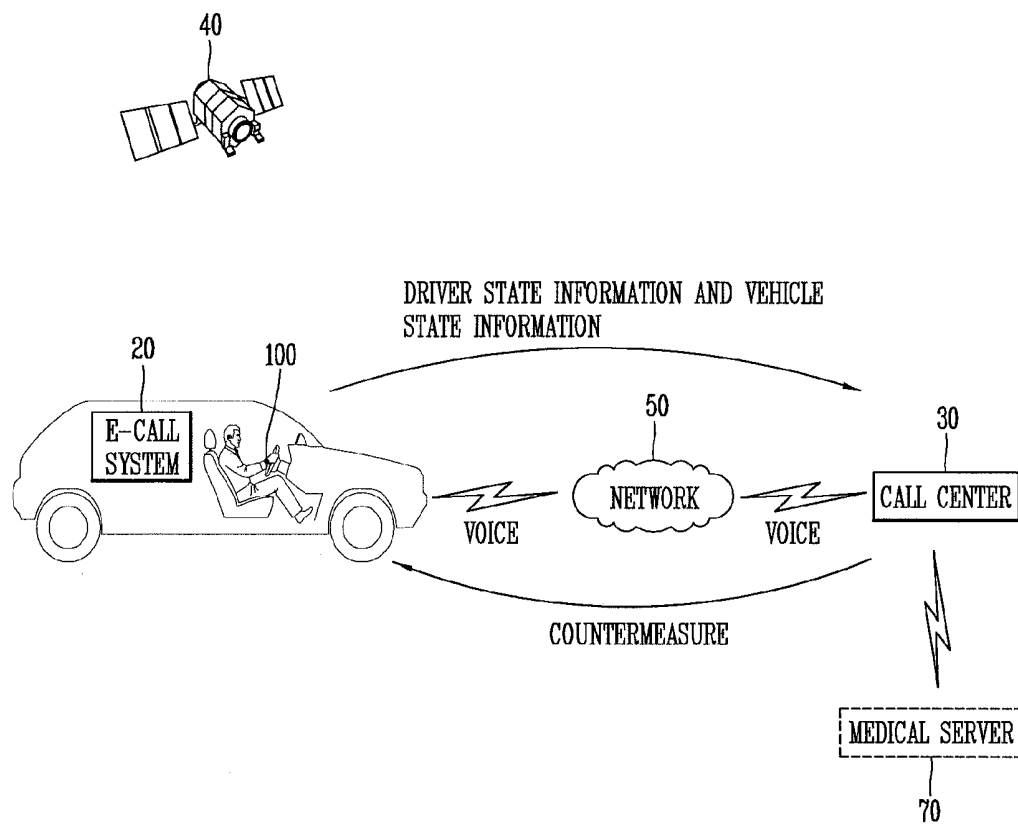 40
DRIVER STATE INFORMATION AND VEHICLE
STATE INFORMATION
20
100
E-CALL
SYSTEM
50
30
NETWORK
CALL CENTER
VOICE
VOICE
COUNTERMEASURE
MEDICAL SERVER
70